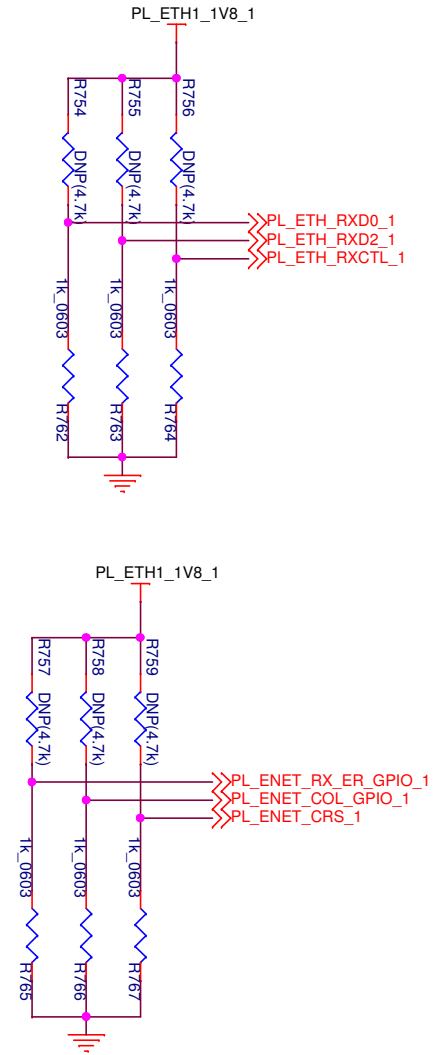 PL_ETH1_1V8_1
R754
R755
R756
DNP(4.7k)
DNP(4.7k)
DNP(4.7k)
PL_ETH_RXD0_1
PL_ETH_RXD2_1
PL_ETH_RXCTL_1
1k_0603
1k_0603
1k_0603
R762
R763
R764
PL_ETH1_1V8_1
R757
R758
R759
DNP(4.7k)
DNP(4.7k)
DNP(4.7k)
PL_ENET_RX_ER_GPIO_1
PL_ENET_COL_GPIO_1
PL_ENET_CRS_1
1k_0603
1k_0603
1k_0603
R765
R766
R767